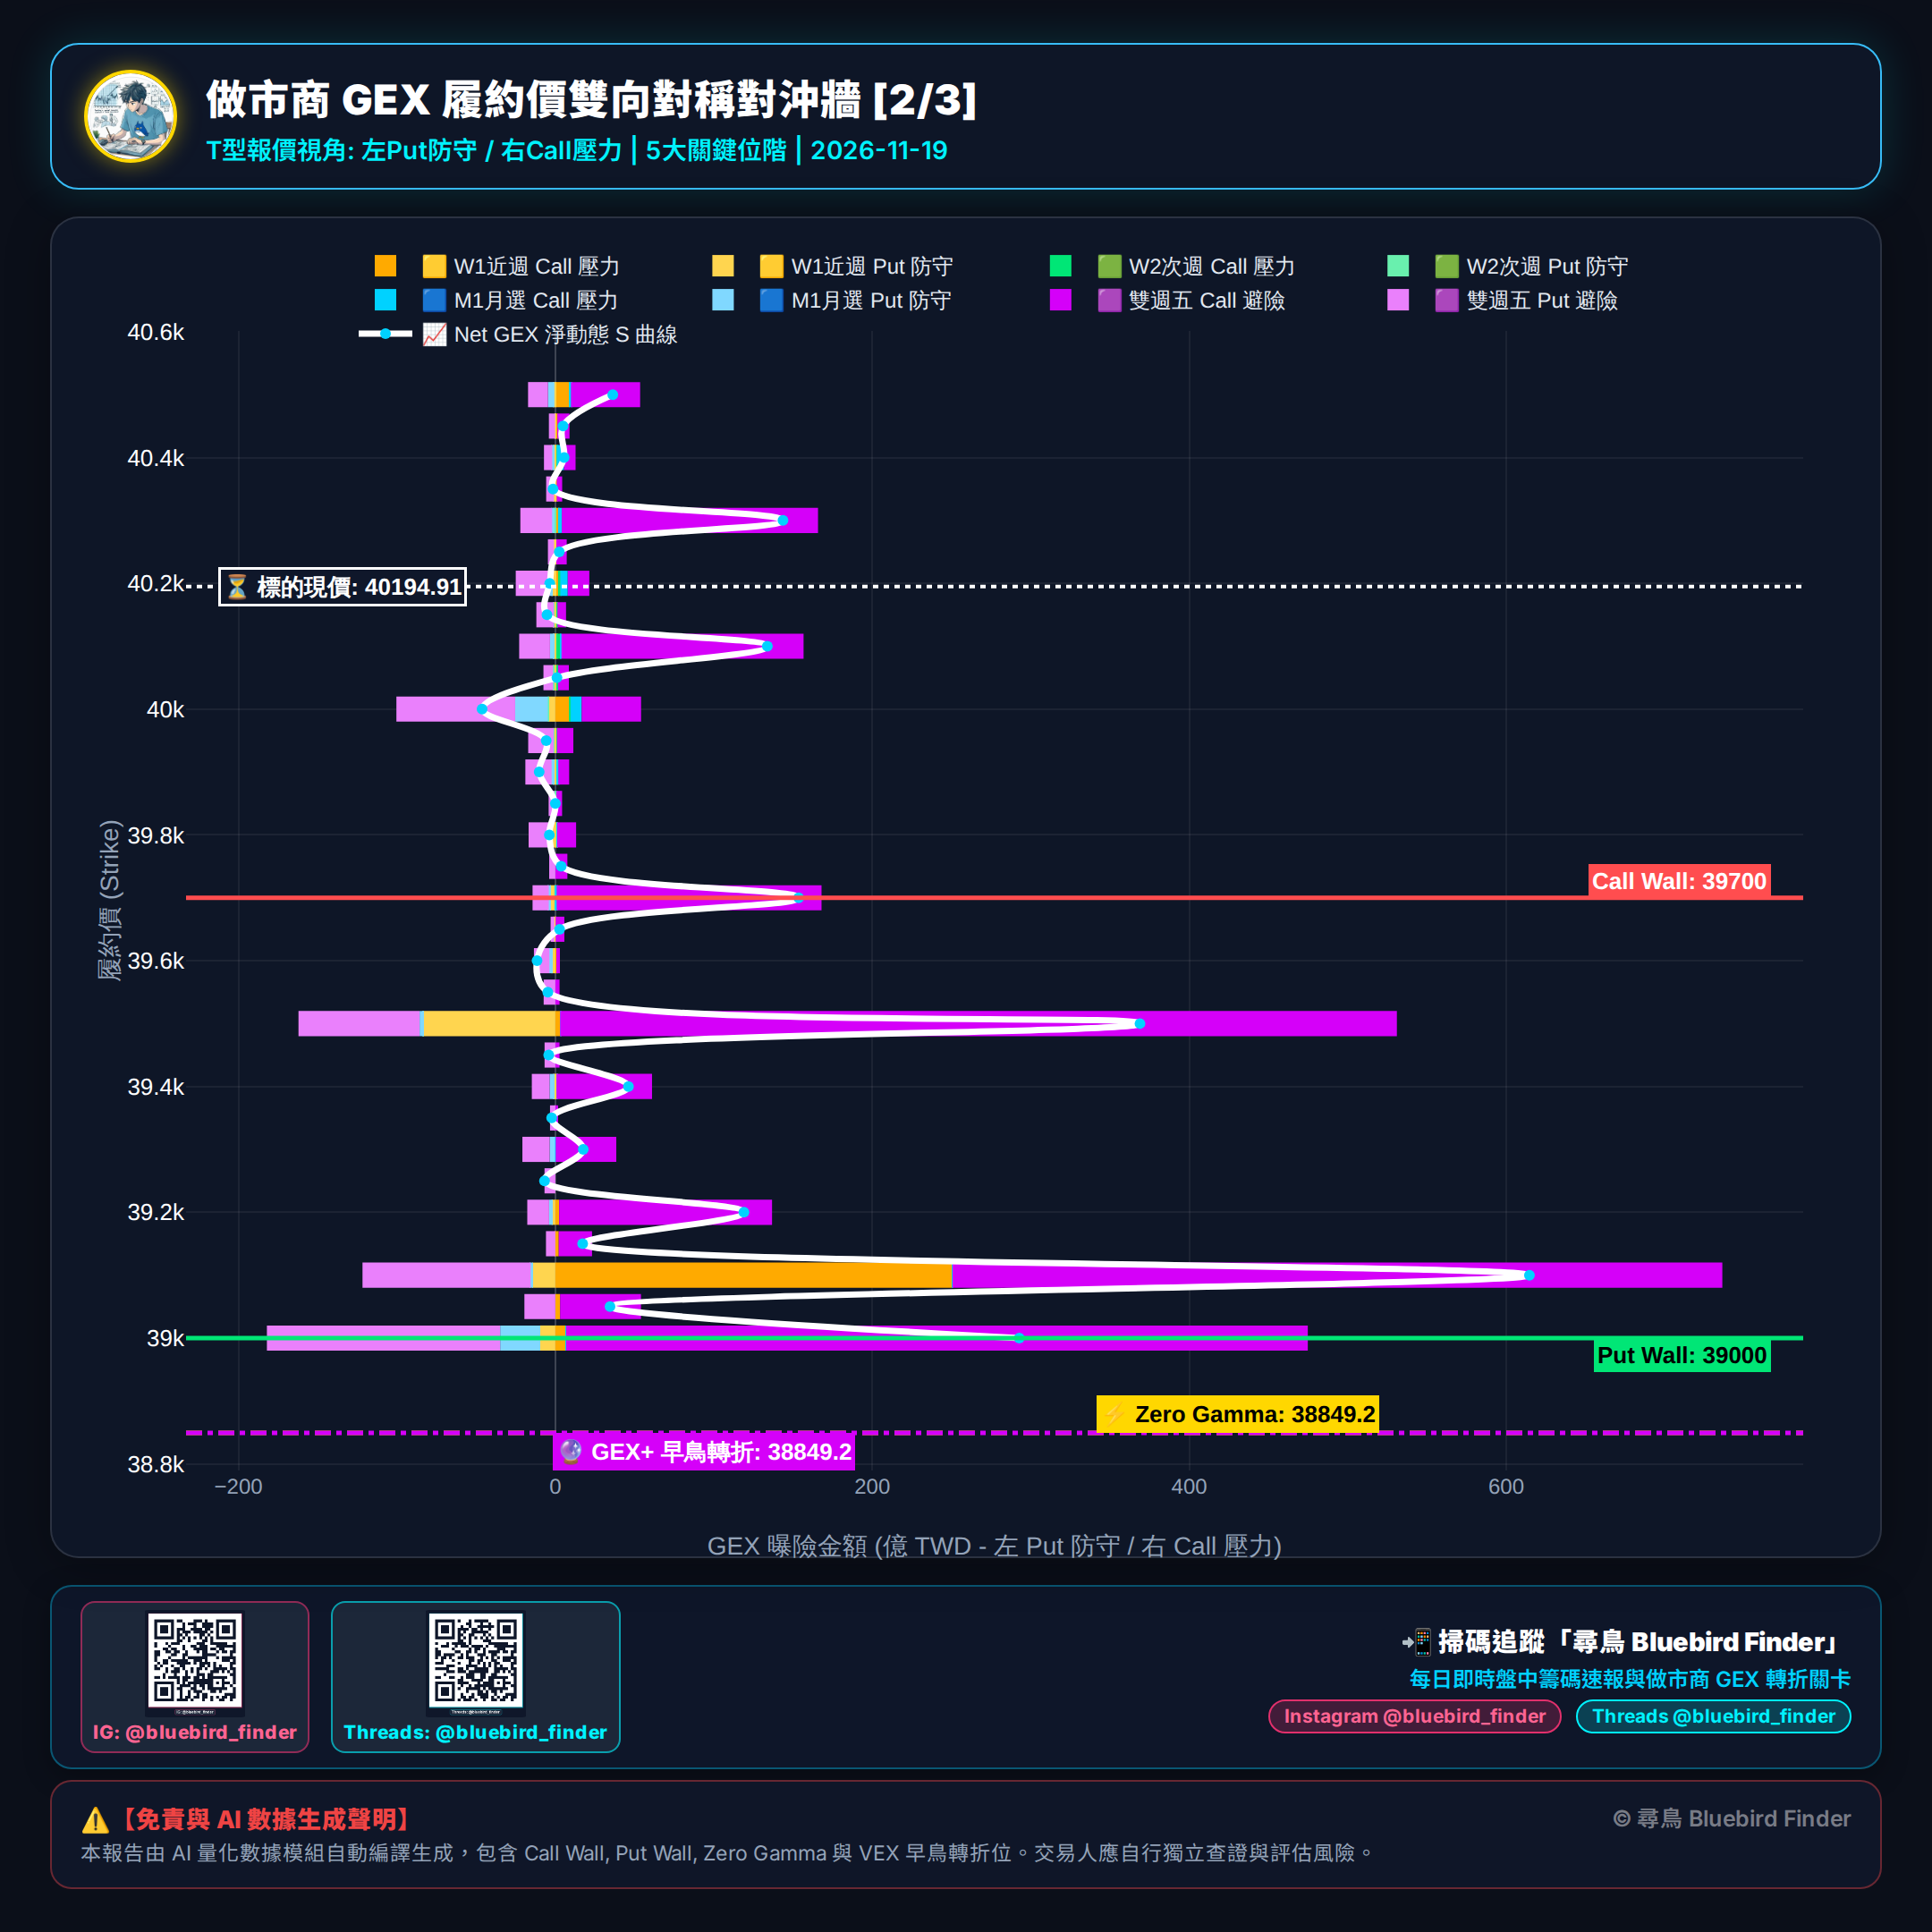 做市商 GEX 履約價雙向對稱對沖牆 [2/3]
T型報價視角: 左Put防守 / 右Call壓力 | 5大關鍵位階 | 2026-11-19
W1近週 Call 壓力
W1近週 Put 防守
W2次週 Call 壓力
W2次週 Put 防守
M1月選 Call 壓力
M1月選 Put 防守
雙週五 Call 避險
雙週五 Put 避險
Net GEX 淨動態 S 曲線
40.6k
40.4k
40.2k
標的現價: 40194.91
40k
39.8k
Call Wall: 39700
39.6k
39.4k
39.2k
39k
Put Wall: 39000
Zero Gamma: 38849.2
GEX+ 早鳥轉折: 38849.2
38.8k
履約價 (Strike)
−200
0
200
400
600
GEX 曝險金額 (億 TWD - 左 Put 防守 / 右 Call 壓力)
IG: @bluebird_finder
Threads: @bluebird_finder
掃碼追蹤「尋鳥 Bluebird Finder」
每日即時盤中籌碼速報與做市商 GEX 轉折關卡
Instagram @bluebird_finder
Threads @bluebird_finder
【免責與 AI 數據生成聲明】
© 尋鳥 Bluebird Finder
本報告由 AI 量化數據模組自動編譯生成，包含 Call Wall, Put Wall, Zero Gamma 與 VEX 早鳥轉折位。交易人應自行獨立查證與評估風險。